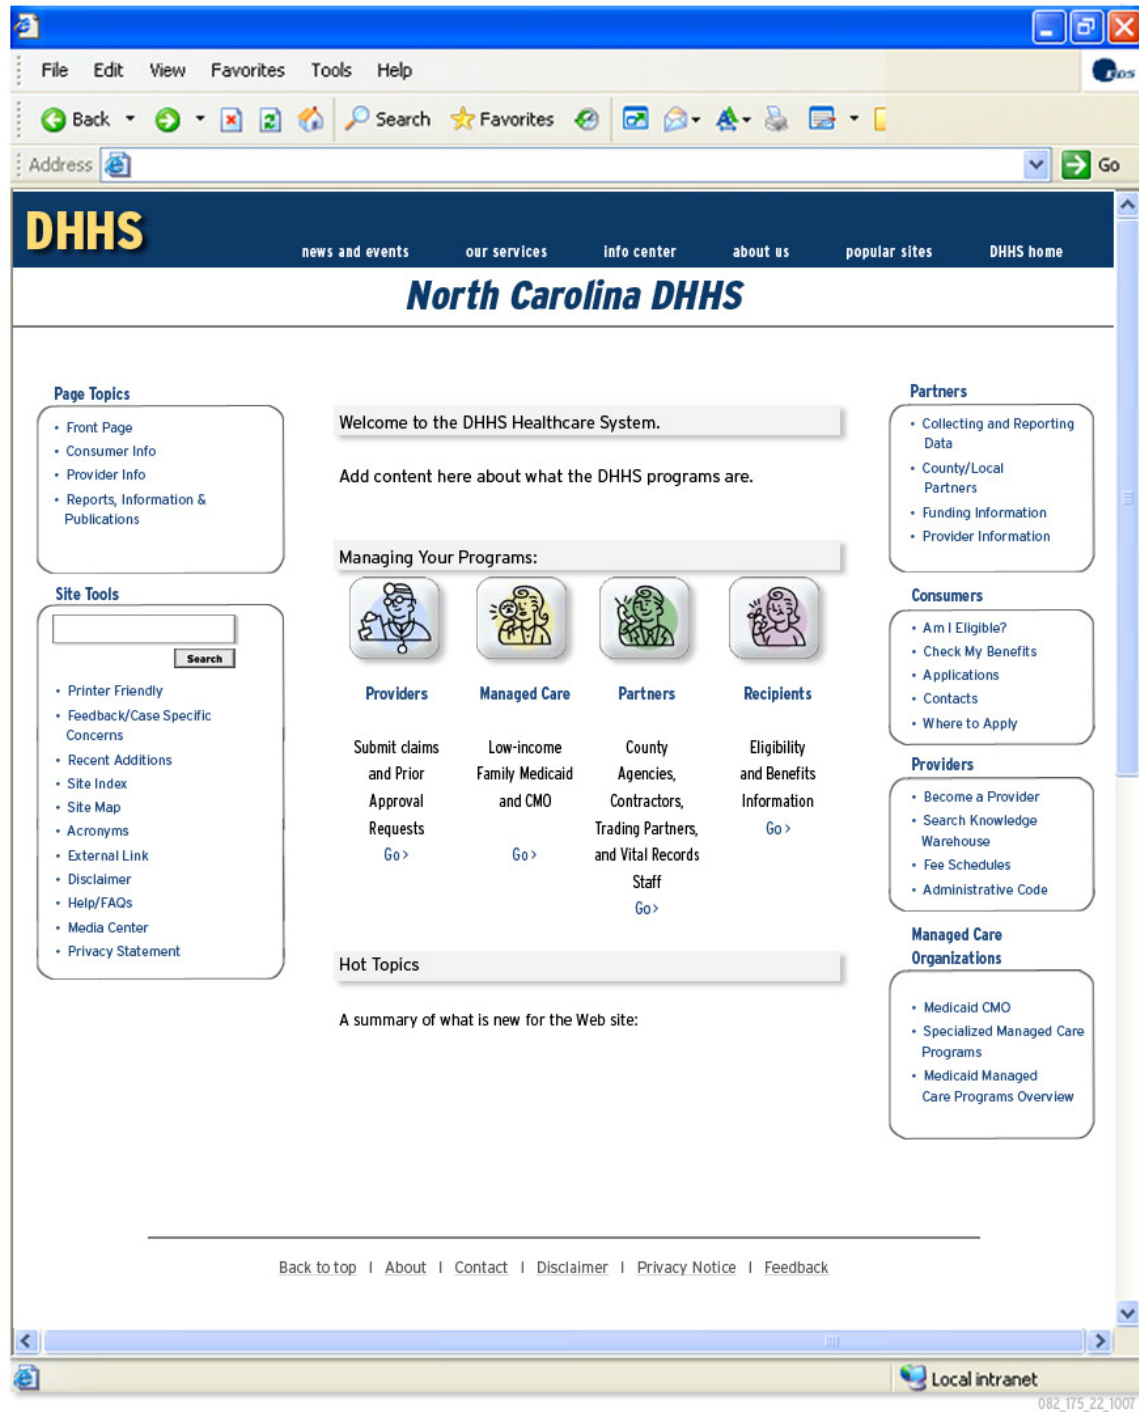 File Edit View Favorites Tools Help
EDS
Back Search Favorites
Address Go
DHHS
news and events our services info center about us popular sites DHHS home
North Carolina DHHS
Page Topics
• Front Page
• Consumer Info
• Provider Info
• Reports, Information &
Publications
Site Tools
Search
• Printer Friendly
• Feedback/Case Specific
Concerns
• Recent Additions
• Site Index
• Site Map
• Acronyms
• External Link
• Disclaimer
• Help/FAQs
• Media Center
• Privacy Statement
Welcome to the DHHS Healthcare System.
Add content here about what the DHHS programs are.
Managing Your Programs:
Providers
Submit claims
and Prior
Approval
Requests
Go >
Managed Care
Low-income
Family Medicaid
and CMO
Go >
Partners
County
Agencies,
Contractors,
Trading Partners,
and Vital Records
Staff
Go >
Recipients
Eligibility
and Benefits
Information
Go >
Hot Topics
A summary of what is new for the Web site:
Partners
• Collecting and Reporting
Data
• County/Local
Partners
• Funding Information
• Provider Information
Consumers
• Am I Eligible?
• Check My Benefits
• Applications
• Contacts
• Where to Apply
Providers
• Become a Provider
• Search Knowledge
Warehouse
• Fee Schedules
• Administrative Code
Managed Care
Organizations
• Medicaid CMO
• Specialized Managed Care
Programs
• Medicaid Managed
Care Programs Overview
Back to top | About | Contact | Disclaimer | Privacy Notice | Feedback
Local intranet
082_175_22_1007